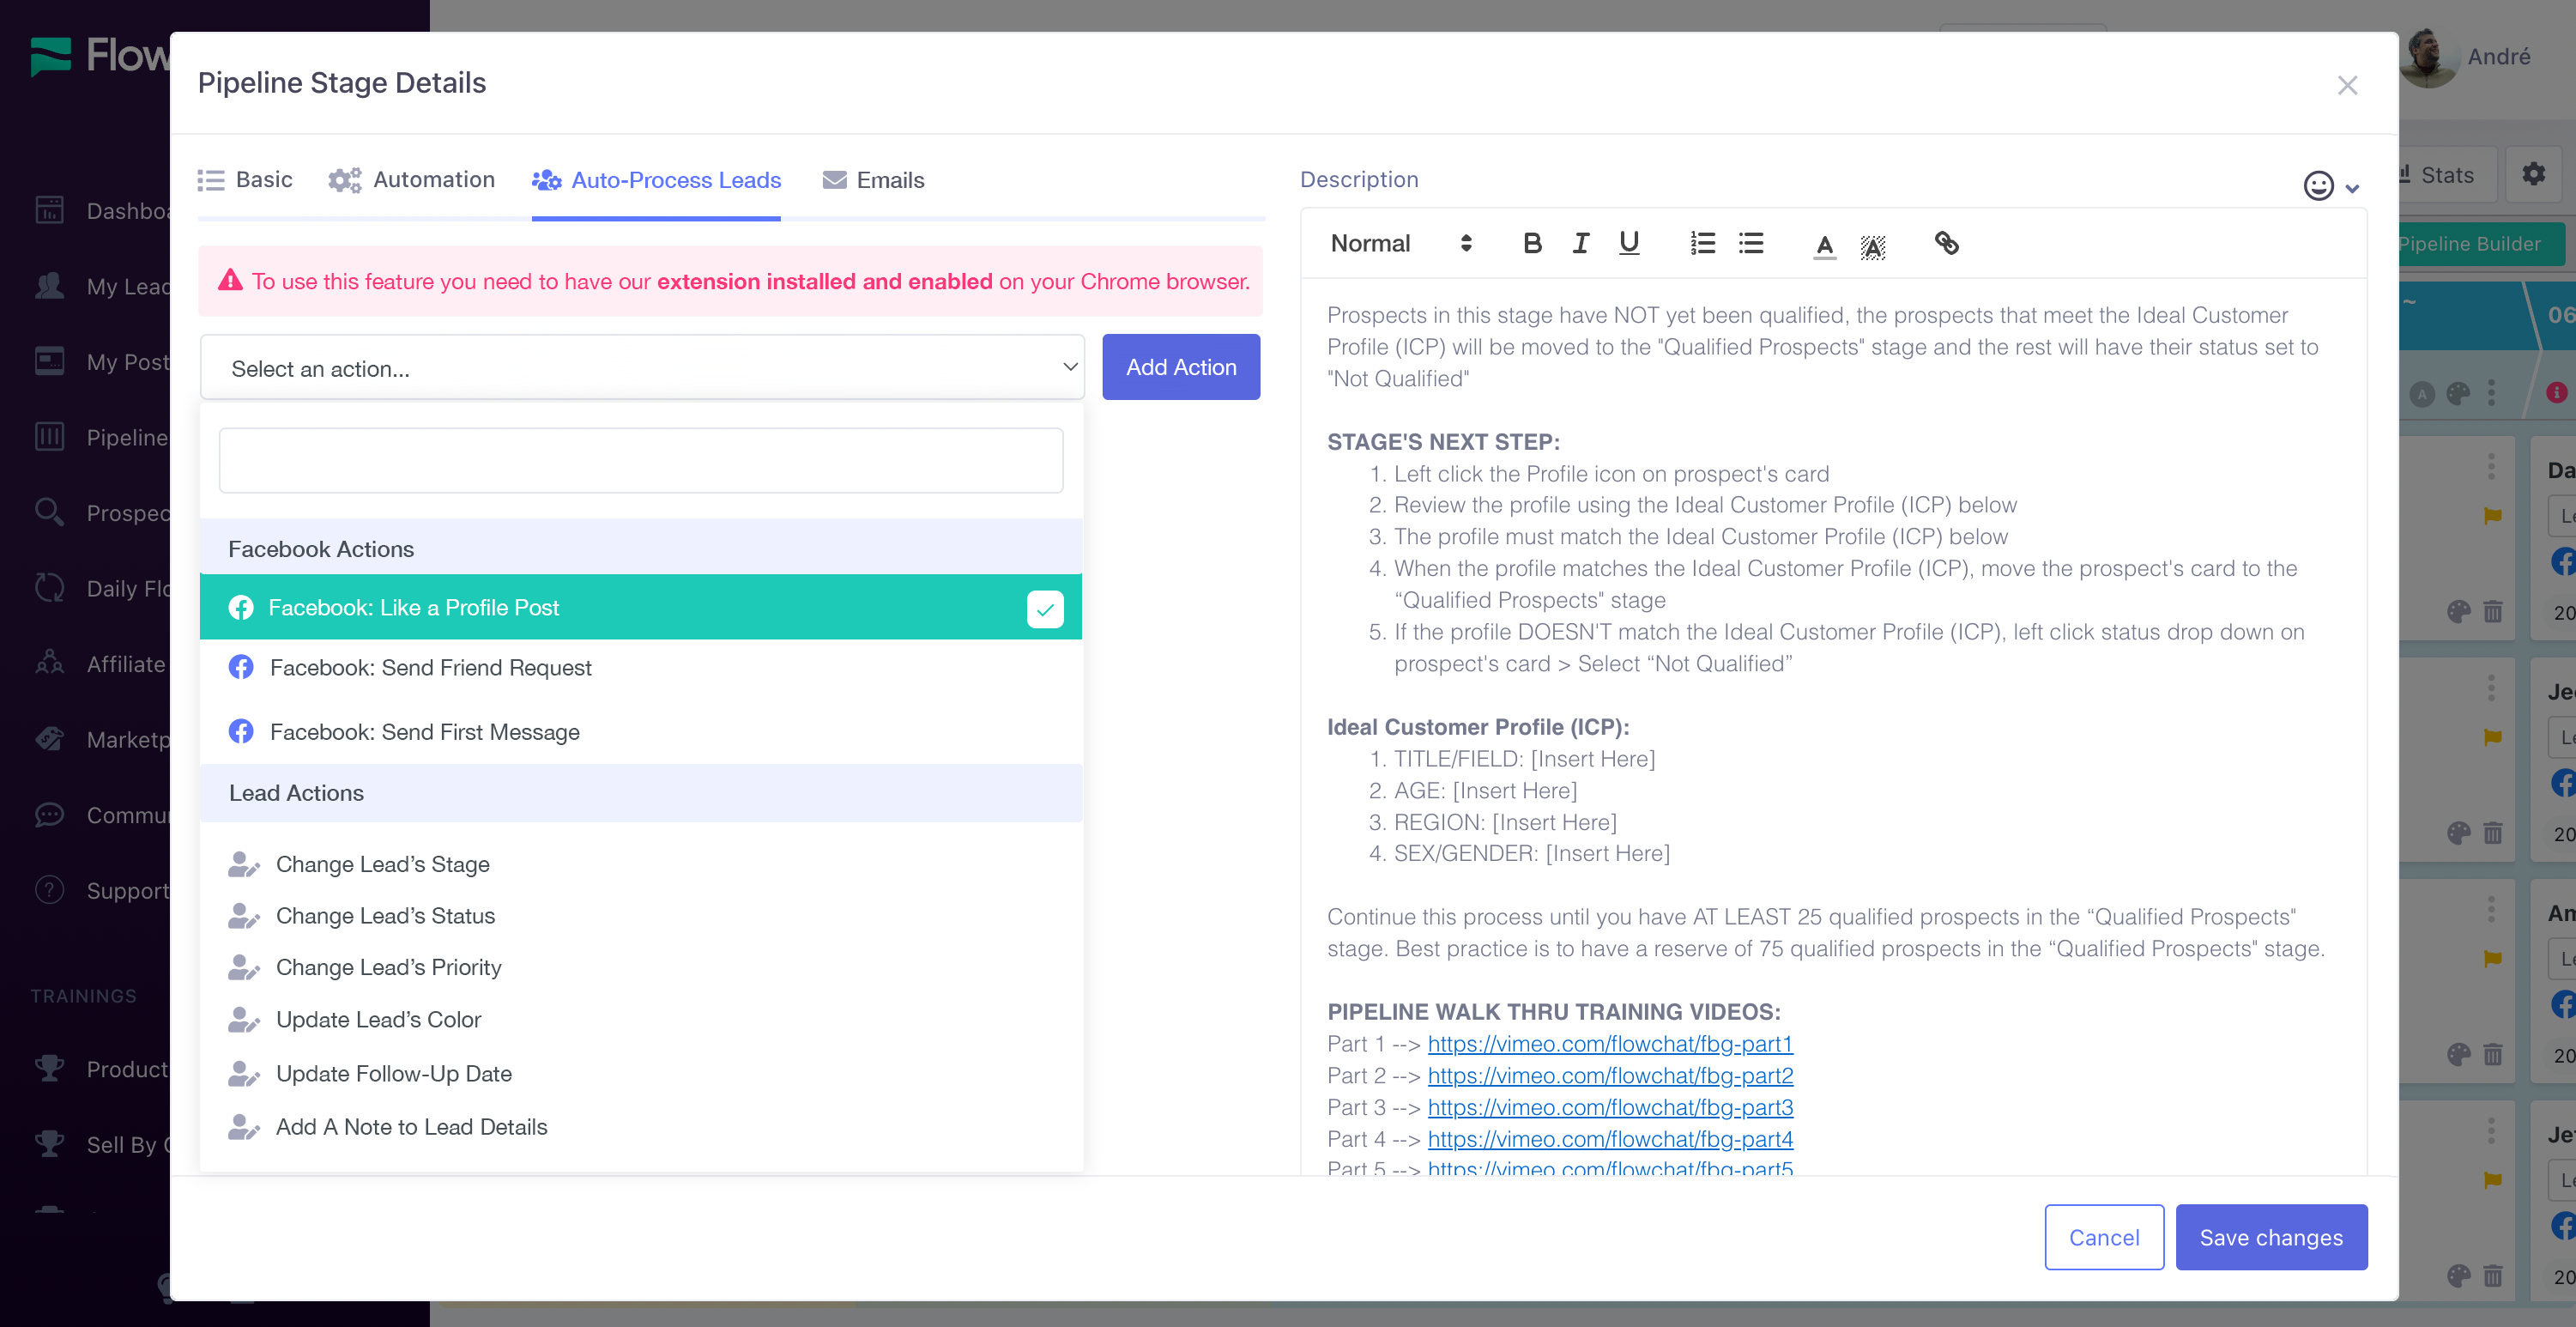 Flow
André
Pipeline Stage Details
Basic
Automation
Auto-Process Leads
Emails
To use this feature you need to have our extension installed and enabled on your Chrome browser.
Select an action...
Add Action
Facebook Actions
Facebook: Like a Profile Post
Facebook: Send Friend Request
Facebook: Send First Message
Lead Actions
Change Lead’s Stage
Change Lead’s Status
Change Lead’s Priority
Update Lead’s Color
Update Follow-Up Date
Add A Note to Lead Details
Description
Normal
Prospects in this stage have NOT yet been qualified, the prospects that meet the Ideal Customer
Profile (ICP) will be moved to the "Qualified Prospects" stage and the rest will have their status set to
"Not Qualified"
STAGE'S NEXT STEP:
1. Left click the Profile icon on prospect's card
2. Review the profile using the Ideal Customer Profile (ICP) below
3. The profile must match the Ideal Customer Profile (ICP) below
4. When the profile matches the Ideal Customer Profile (ICP), move the prospect's card to the
“Qualified Prospects" stage
5. If the profile DOESN'T match the Ideal Customer Profile (ICP), left click status drop down on
prospect's card > Select “Not Qualified”
Ideal Customer Profile (ICP):
1. TITLE/FIELD: [Insert Here]
2. AGE: [Insert Here]
3. REGION: [Insert Here]
4. SEX/GENDER: [Insert Here]
Continue this process until you have AT LEAST 25 qualified prospects in the “Qualified Prospects"
stage. Best practice is to have a reserve of 75 qualified prospects in the “Qualified Prospects" stage.
PIPELINE WALK THRU TRAINING VIDEOS:
Part 1 --> https://vimeo.com/flowchat/fbg-part1
Part 2 --> https://vimeo.com/flowchat/fbg-part2
Part 3 --> https://vimeo.com/flowchat/fbg-part3
Part 4 --> https://vimeo.com/flowchat/fbg-part4
Part 5 --> https://vimeo.com/flowchat/fbg-part5
Cancel
Save changes
Dashboa
My Lead
My Post
Pipeline
Prospec
Daily Flo
Affiliate
Marketp
Commu
Support
TRAININGS
Product
Sell By
Stats
Pipeline Builder
06
A
Da
Le
20
Je
Le
20
Am
Le
20
Je
Le
20